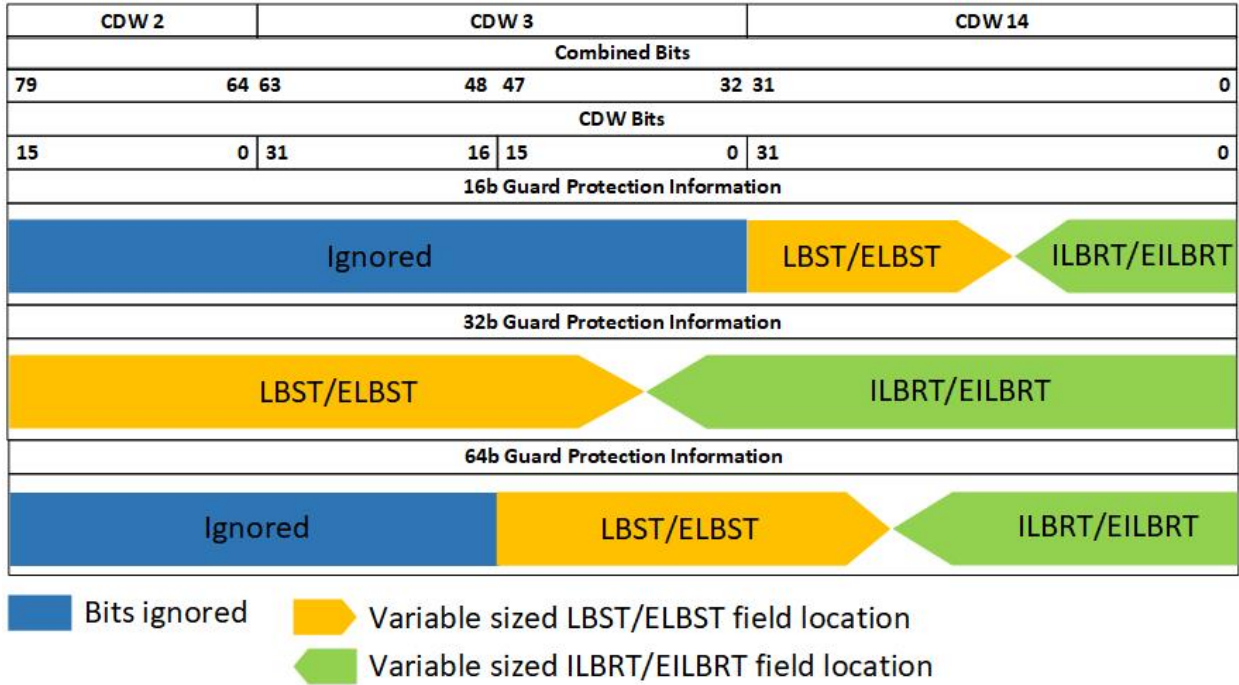 CDW 2 CDW 3 CDW 14
Combined Bits
79 64 63 48 47 32 31 0
CDW Bits
15 0 31 16 15 0 31 0
16b Guard Protection Information
Ignored LBST/ELBST ILBRT/EILBRT
32b Guard Protection Information
LBST/ELBST ILBRT/EILBRT
64b Guard Protection Information
Ignored LBST/ELBST ILBRT/EILBRT
Bits ignored Variable sized LBST/ELBST field location
Variable sized ILBRT/EILBRT field location